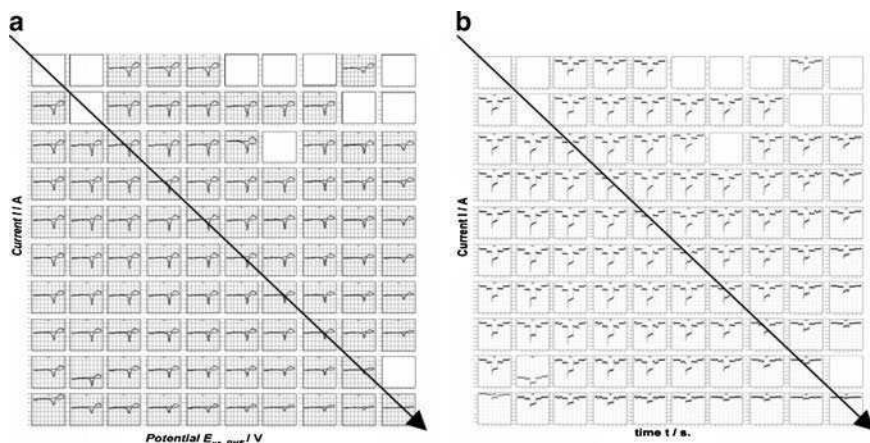 a
b
Current I / A
Potential E
/ V
Current I / A
time t / s.